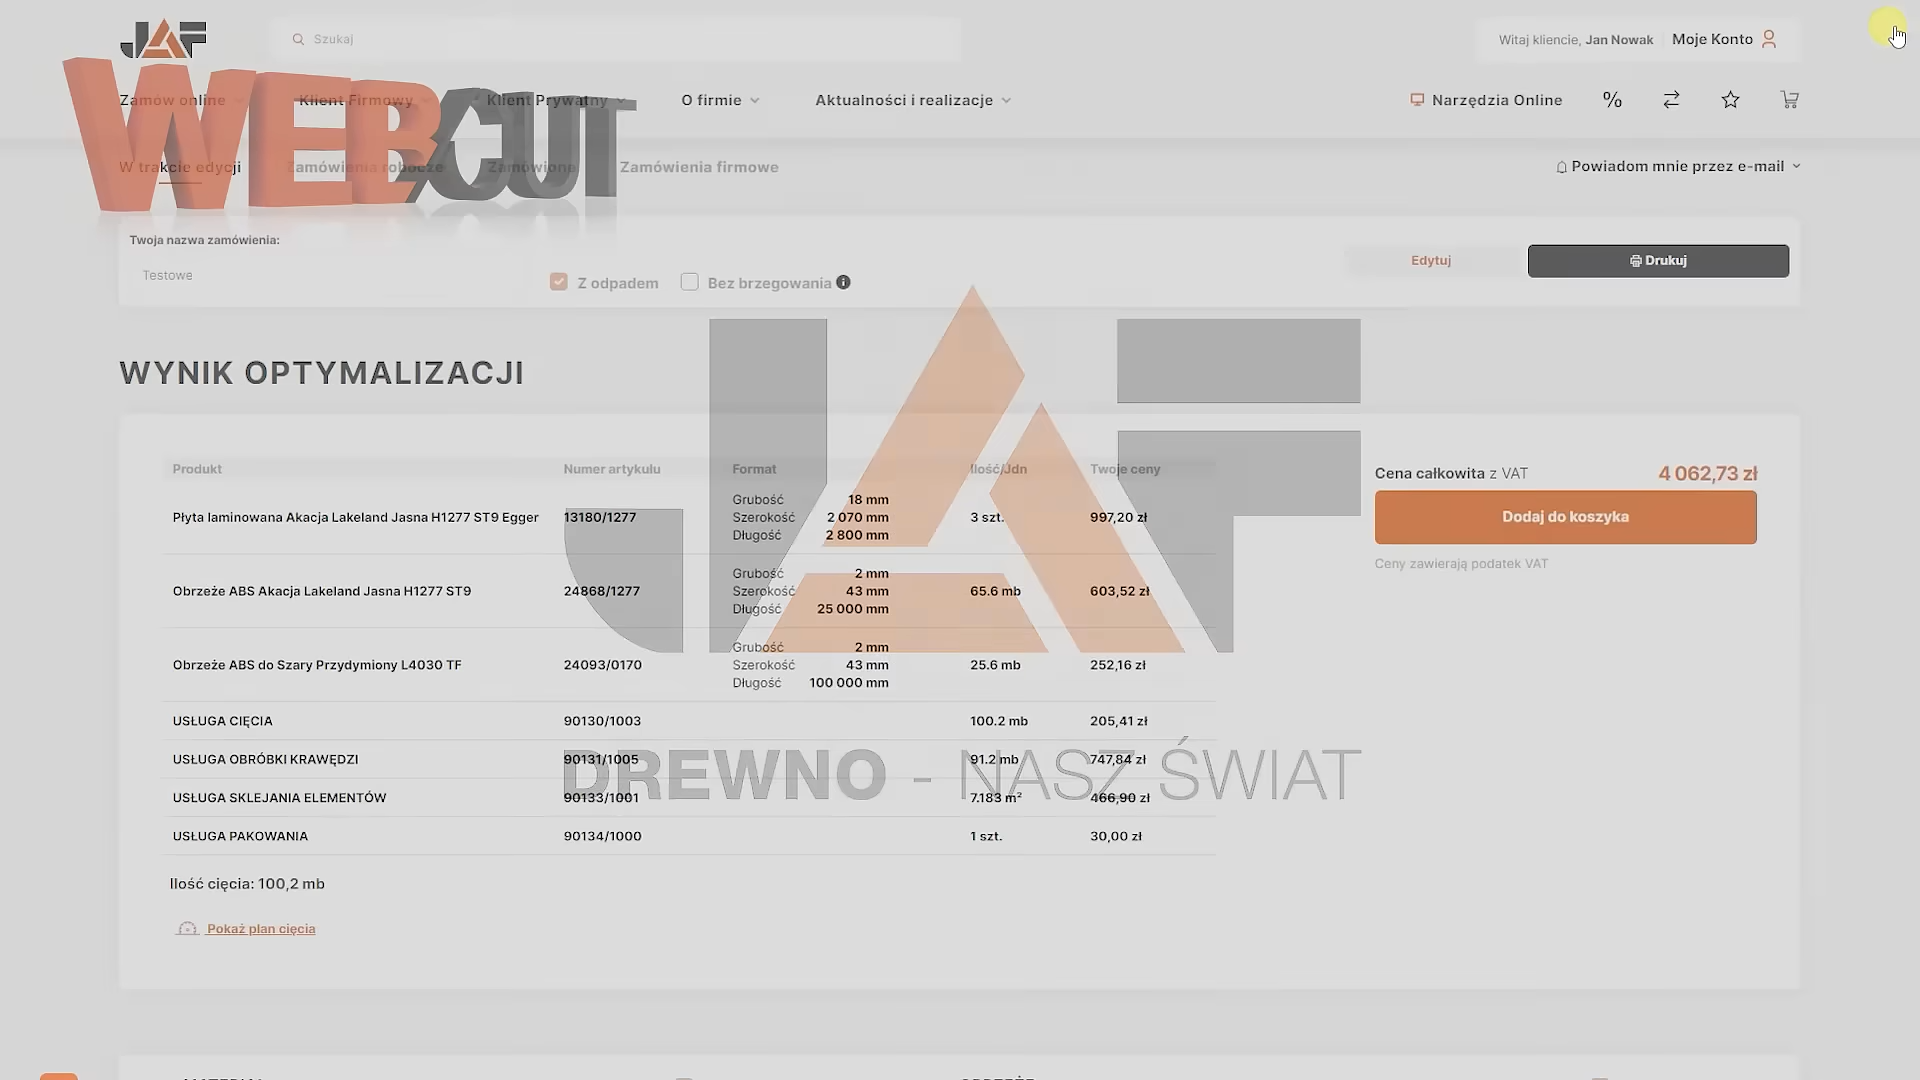 JAF
Szukaj
Witaj kliencie, Jan Nowak
Moje Konto
WEBCUT
Zamów online
Klient Firmowy
Klient Prywatny
O firmie
Aktualności i realizacje
Narzędzia Online
W trakcie edycji
Zamówienia robocze
Zamówione
Zamówienia firmowe
Powiadom mnie przez e-mail
Twoja nazwa zamówienia:
Testowe
Z odpadem
Bez brzegowania
Edytuj
Drukuj
WYNIK OPTYMALIZACJI
JAF
Produkt Numer artykułu Format Ilość/Jdn Twoje ceny
Grubość 18 mm
Płyta laminowana Akacja Lakeland Jasna H1277 ST9 Egger 13180/1277 Szerokość 2 070 mm 3 szt. 997,20 zł
Długość 2 800 mm
Grubość 2 mm
Obrzeże ABS Akacja Lakeland Jasna H1277 ST9 24868/1277 Szerokość 43 mm 65.6 mb 603,52 zł
Długość 25 000 mm
Grubość 2 mm
Obrzeże ABS do Szary Przydymiony L4030 TF 24093/0170 Szerokość 43 mm 25.6 mb 252,16 zł
Długość 100 000 mm
USŁUGA CIĘCIA 90130/1003 100.2 mb 205,41 zł
USŁUGA OBRÓBKI KRAWĘDZI 90131/1005 91.2 mb 747,84 zł
USŁUGA SKLEJANIA ELEMENTÓW 90133/1001 7.183 m² 466,90 zł
USŁUGA PAKOWANIA 90134/1000 1 szt. 30,00 zł
DREWNO - NASZ ŚWIAT
Ilość cięcia: 100,2 mb
Pokaż plan cięcia
Cena całkowita z VAT 4 062,73 zł
Dodaj do koszyka
Ceny zawierają podatek VAT